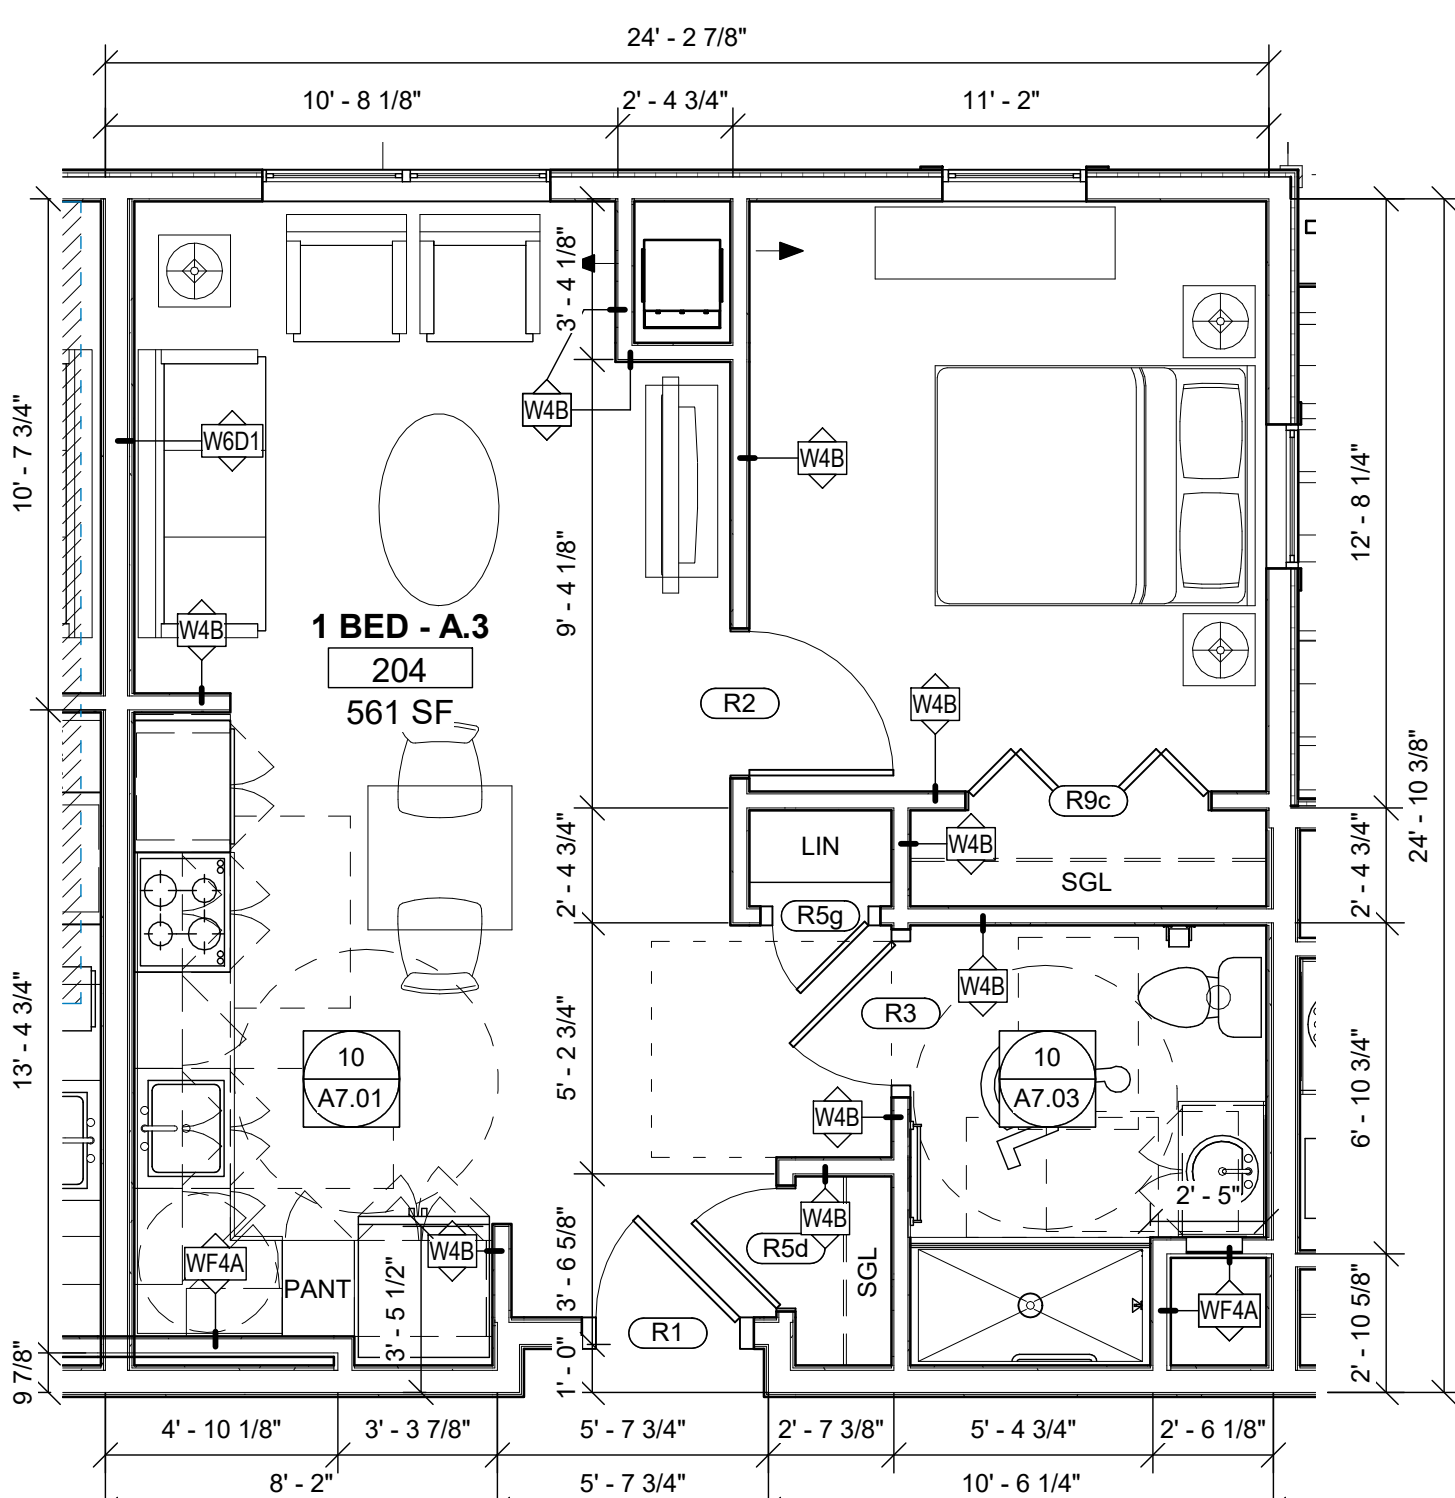 24' - 2 7/8"
10' - 8 1/8"
2' - 4 3/4"
11' - 2"
3' - 4 1/8"
W4B
10' - 7 3/4"
W6D1
W4B
12' - 8 1/4"
9' - 4 1/8"
W4B
1 BED - A.3
204
561 SF
R2
W4B
24' - 10 3/8"
R9c
LIN
W4B
SGL
2' - 4 3/4"
2' - 4 3/4"
R5g
W4B
R3
13' - 4 3/4"
10
A7.01
5' - 2 3/4"
10
A7.03
W4B
6' - 10 3/4"
2' - 5"
W4B
W4B
R5d
WF4A
PANT
3' - 5 1/2"
3' - 6 5/8"
SGL
WF4A
R1
2' - 10 5/8"
9 7/8"
1' - 0"
4' - 10 1/8"
3' - 3 7/8"
5' - 7 3/4"
2' - 7 3/8"
5' - 4 3/4"
2' - 6 1/8"
8' - 2"
5' - 7 3/4"
10' - 6 1/4"